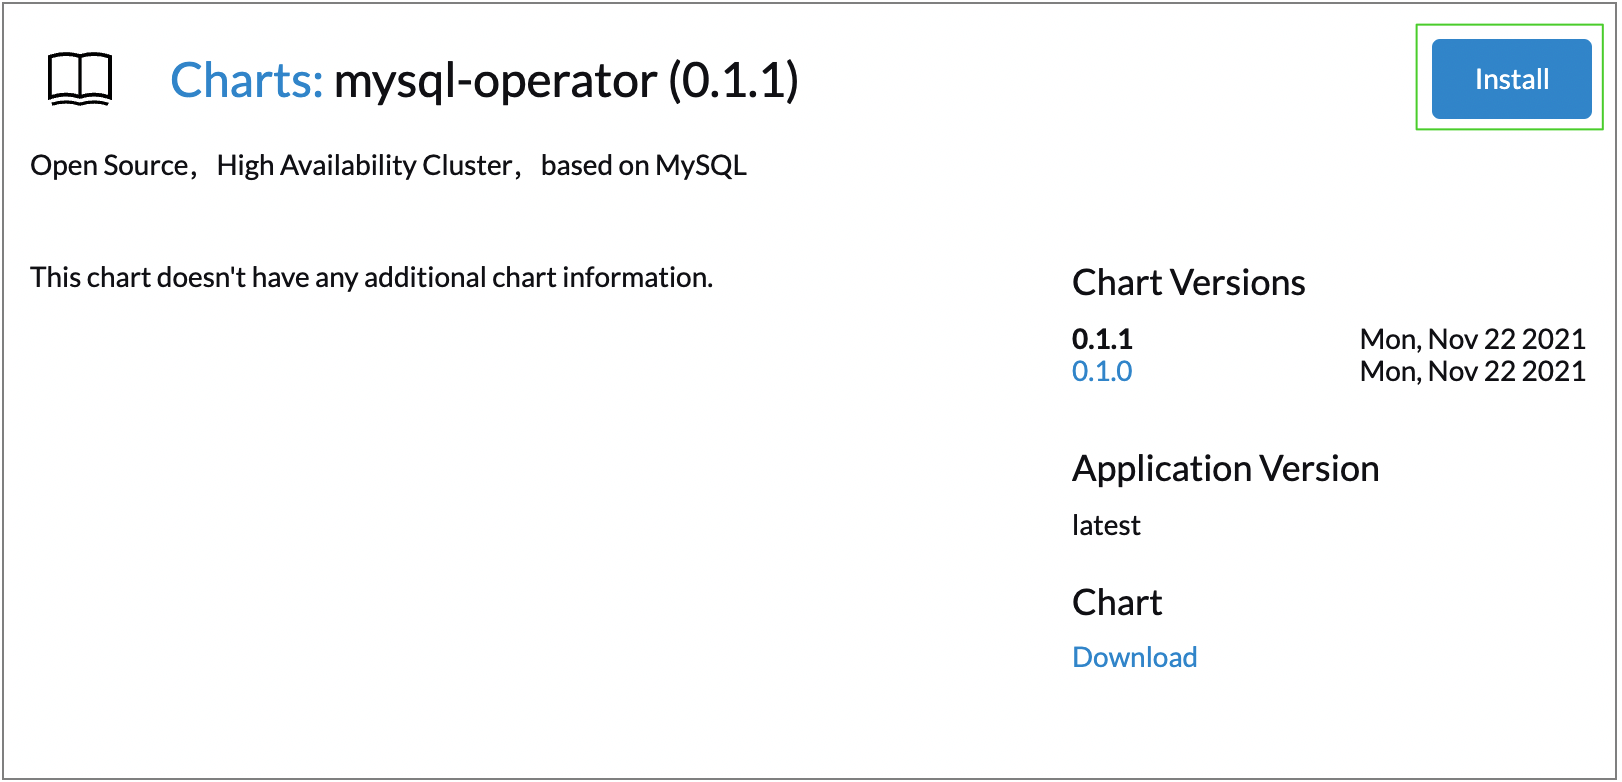 Charts: mysql-operator (0.1.1)
Install
Open Source，High Availability Cluster，based on MySQL
This chart doesn't have any additional chart information.
Chart Versions
0.1.1 Mon, Nov 22 2021
0.1.0 Mon, Nov 22 2021
Application Version
latest
Chart
Download